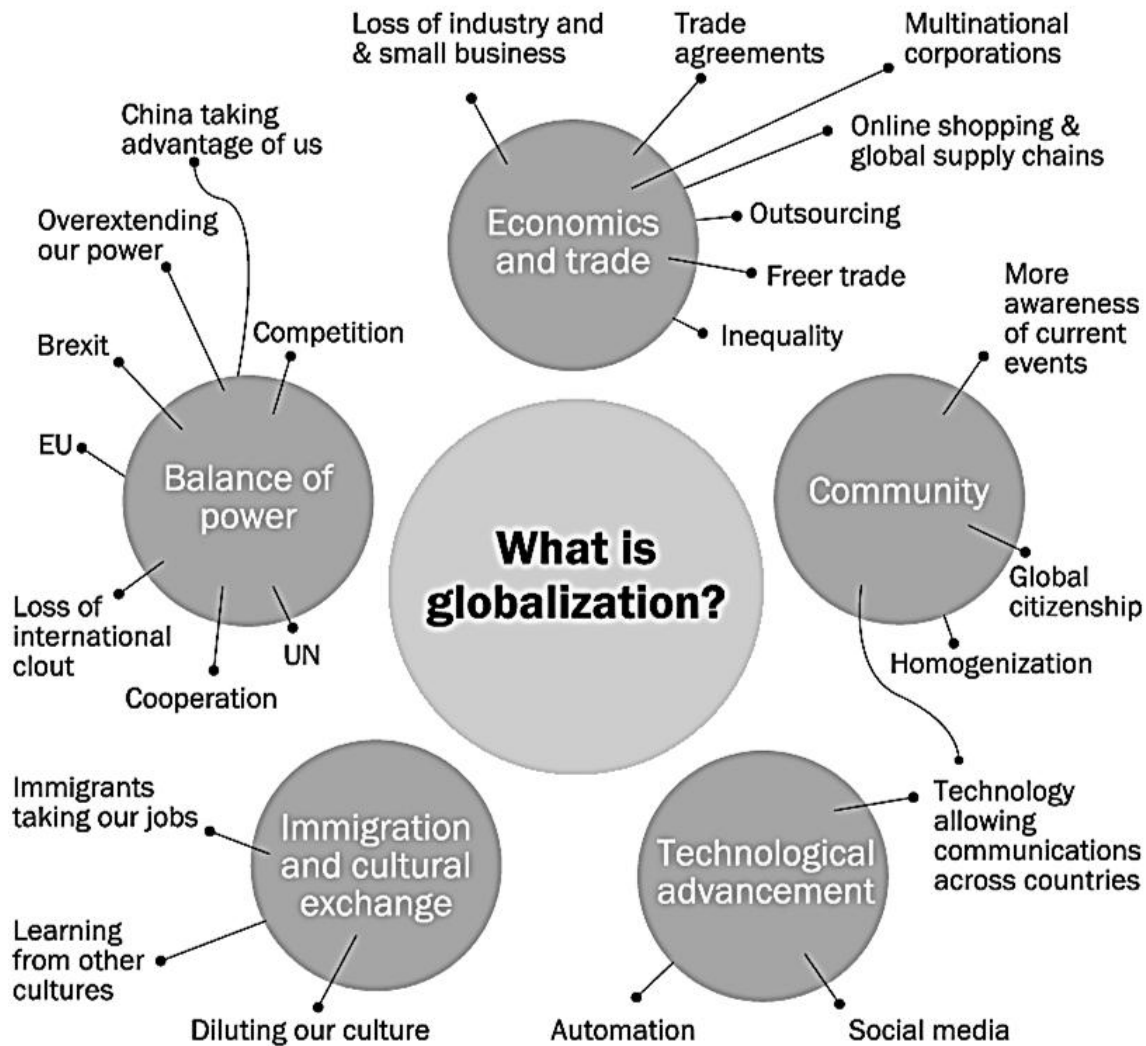 Loss of industry and
& small business
Trade
agreements
Multinational
corporations
Online shopping &
global supply chains
Outsourcing
Freer trade
Inequality
Economics
and trade
China taking
advantage of us
Overextending
our power
Brexit
Competition
EU
Balance of
power
Loss of
international
clout
Cooperation
UN
What is
globalization?
More
awareness
of current
events
Community
Global
citizenship
Homogenization
Immigrants
taking our jobs
Immigration
and cultural
exchange
Learning
from other
cultures
Diluting our culture
Technological
advancement
Technology
allowing
communications
across countries
Automation
Social media